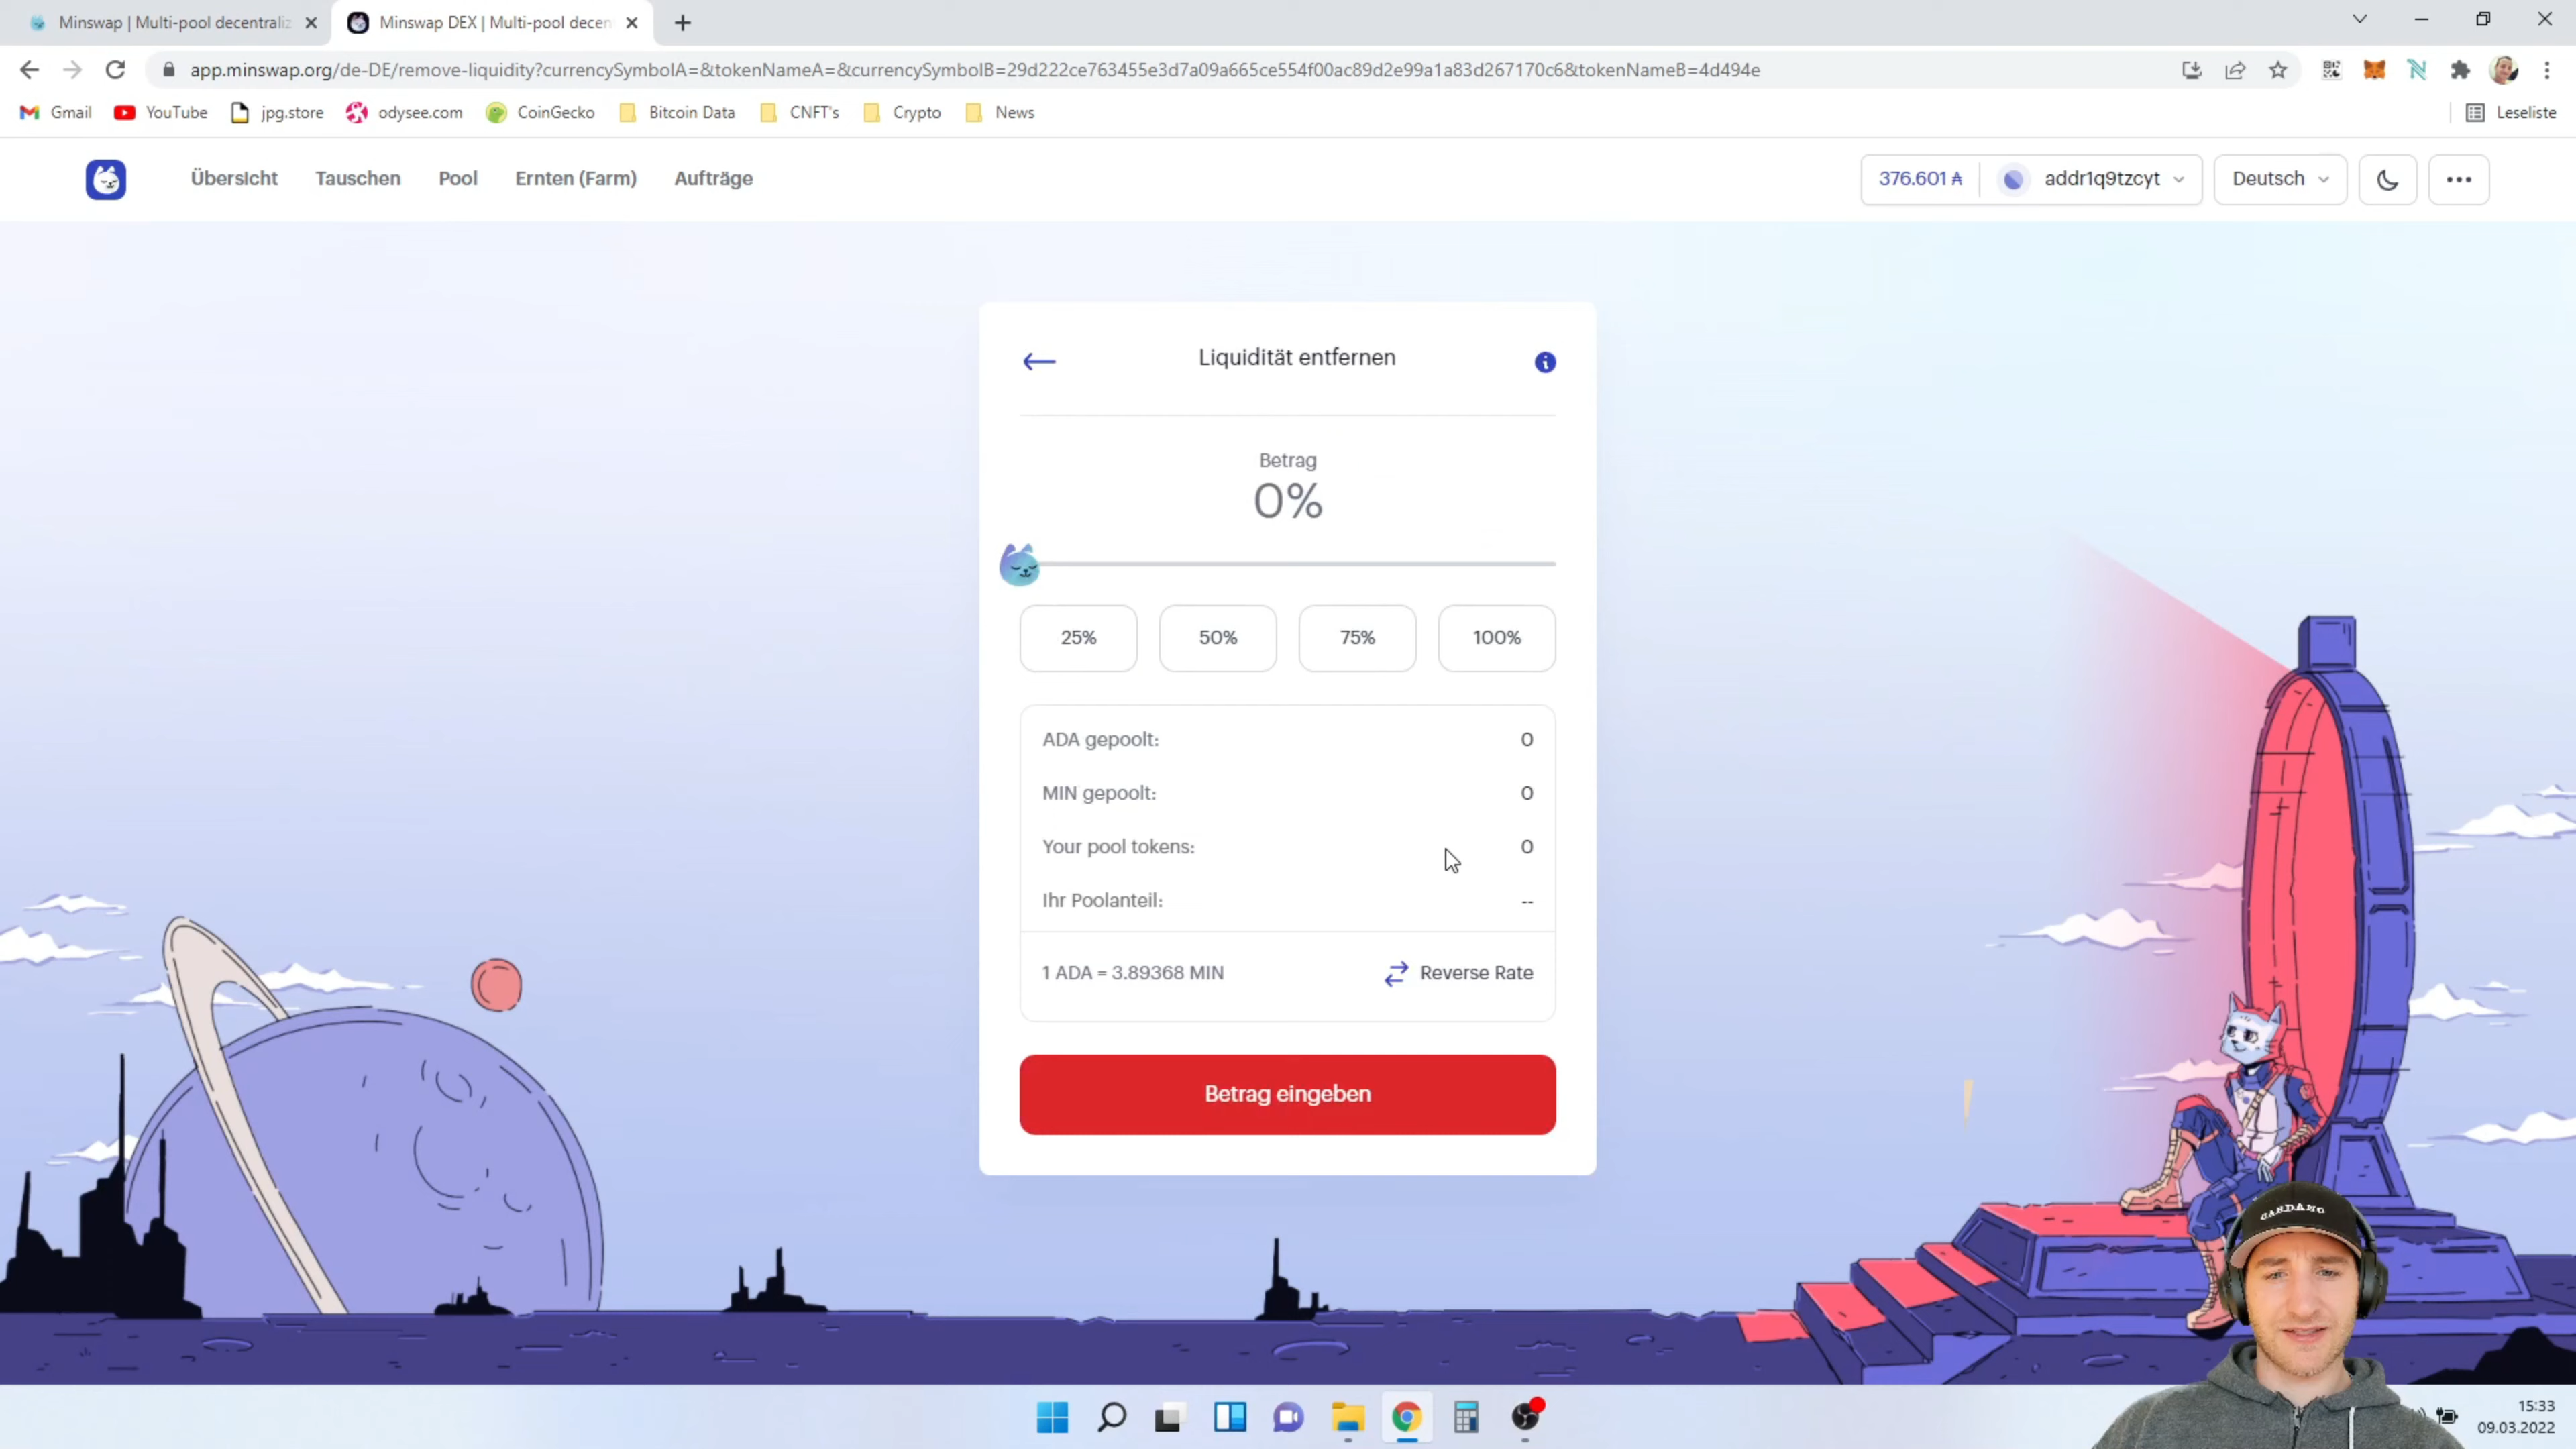 Minswap | Multi-pool decentraliz
Minswap DEX | Multi-pool decen
app.minswap.org/de-DE/remove-liquidity?currencySymbolA=&tokenNameA=&currencySymbolB=29d222ce763455e3d7a09a665ce554f00ac89d2e99a1a83d267170c6&tokenNameB=4d494e
Gmail YouTube jpg.store odysee.com CoinGecko Bitcoin Data CNFT's Crypto News Leseliste
Übersicht Tauschen Pool Ernten (Farm) Aufträge 376.601 ₳ addr1q9tzcyt Deutsch
Liquidität entfernen
Betrag
0%
25% 50% 75% 100%
ADA gepoolt: 0
MIN gepoolt: 0
Your pool tokens: 0
Ihr Poolanteil: --
1 ADA = 3.89368 MIN Reverse Rate
Betrag eingeben
CARDANO
15:33
09.03.2022